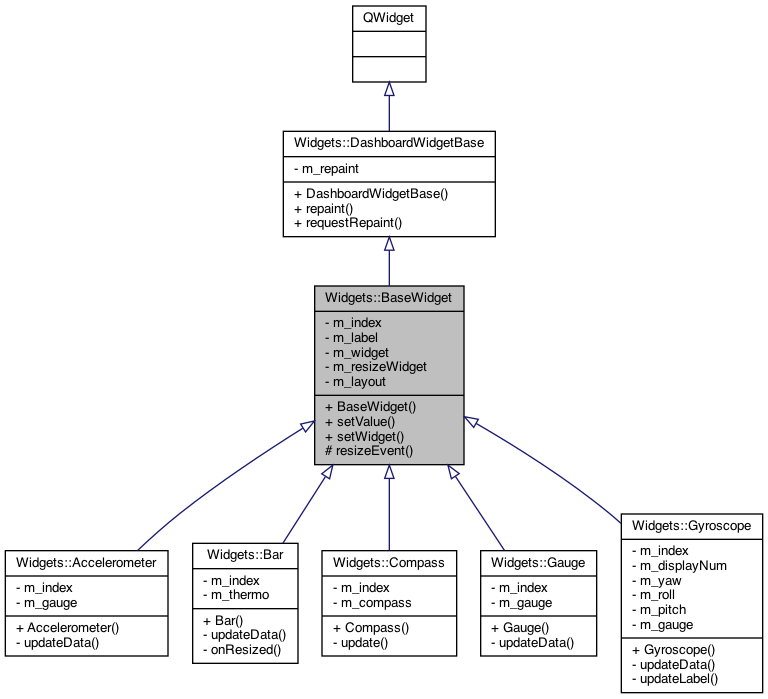 QWidget
Widgets::DashboardWidgetBase
- m_repaint
+ DashboardWidgetBase()
+ repaint()
+ requestRepaint()
Widgets::BaseWidget
- m_index
- m_label
- m_widget
- m_resizeWidget
- m_layout
+ BaseWidget()
+ setValue()
+ setWidget()
# resizeEvent()
Widgets::Accelerometer
- m_index
- m_gauge
+ Accelerometer()
- updateData()
Widgets::Bar
- m_index
- m_thermo
+ Bar()
- updateData()
- onResized()
Widgets::Compass
- m_index
- m_compass
+ Compass()
- update()
Widgets::Gauge
- m_index
- m_gauge
+ Gauge()
- updateData()
Widgets::Gyroscope
- m_index
- m_displayNum
- m_yaw
- m_roll
- m_pitch
- m_gauge
+ Gyroscope()
- updateData()
- updateLabel()